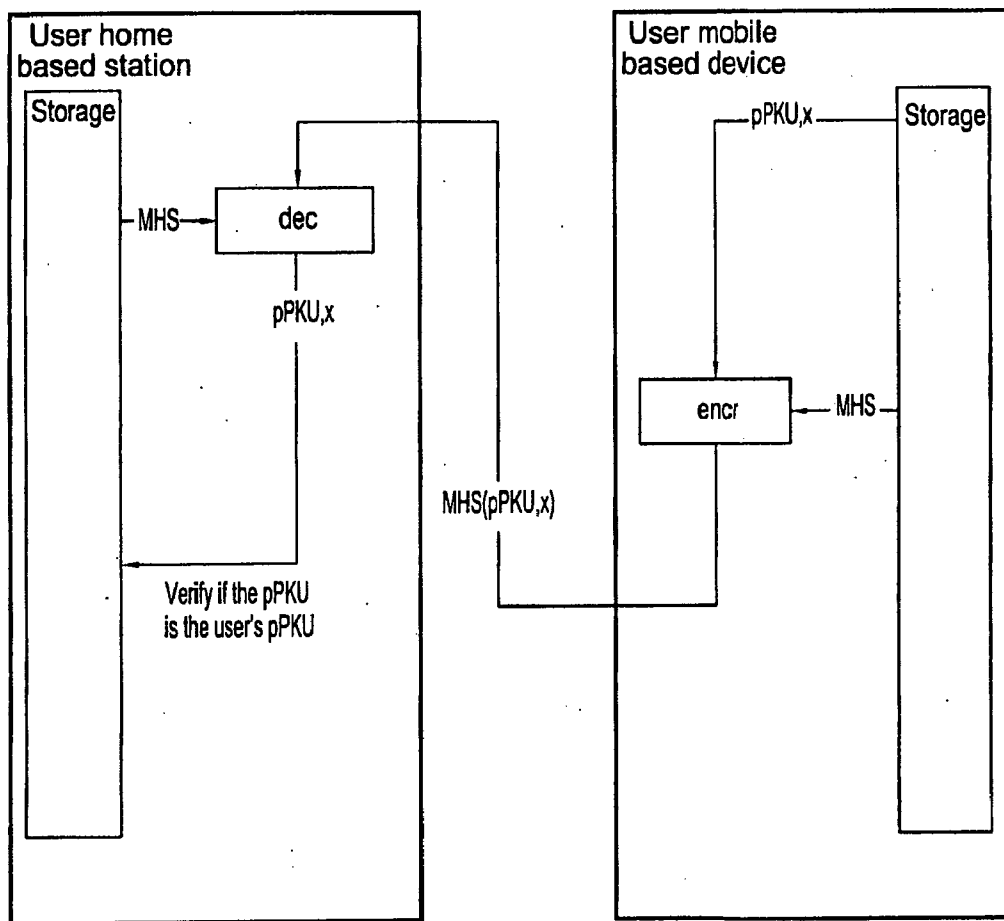 User home
based station
Storage
MHS
dec
pPKU,x
Verify if the pPKU
is the user's pPKU
MHS(pPKU,x)
User mobile
based device
pPKU,x
Storage
encr
MHS